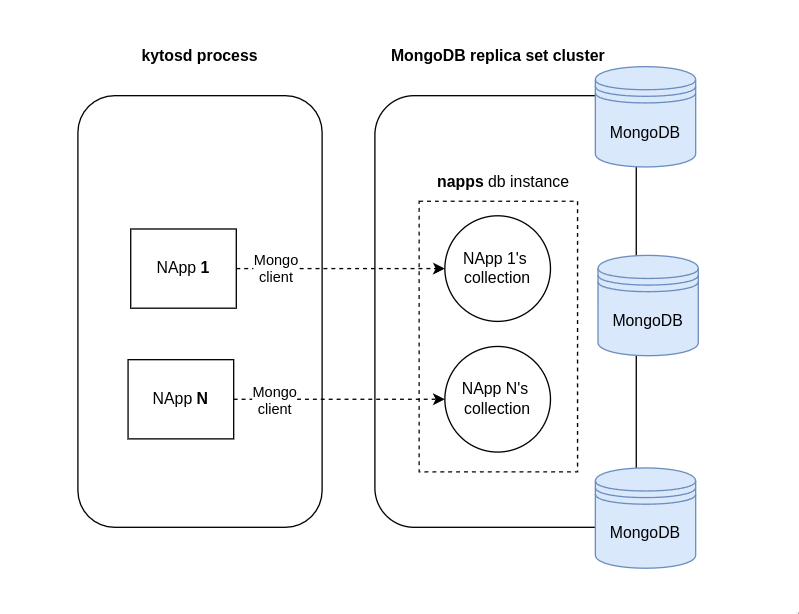 kytosd process
MongoDB replica set cluster
MongoDB
napps db instance
NApp 1
Mongo
client
NApp 1's
collection
MongoDB
NApp N
Mongo
client
NApp N's
collection
MongoDB